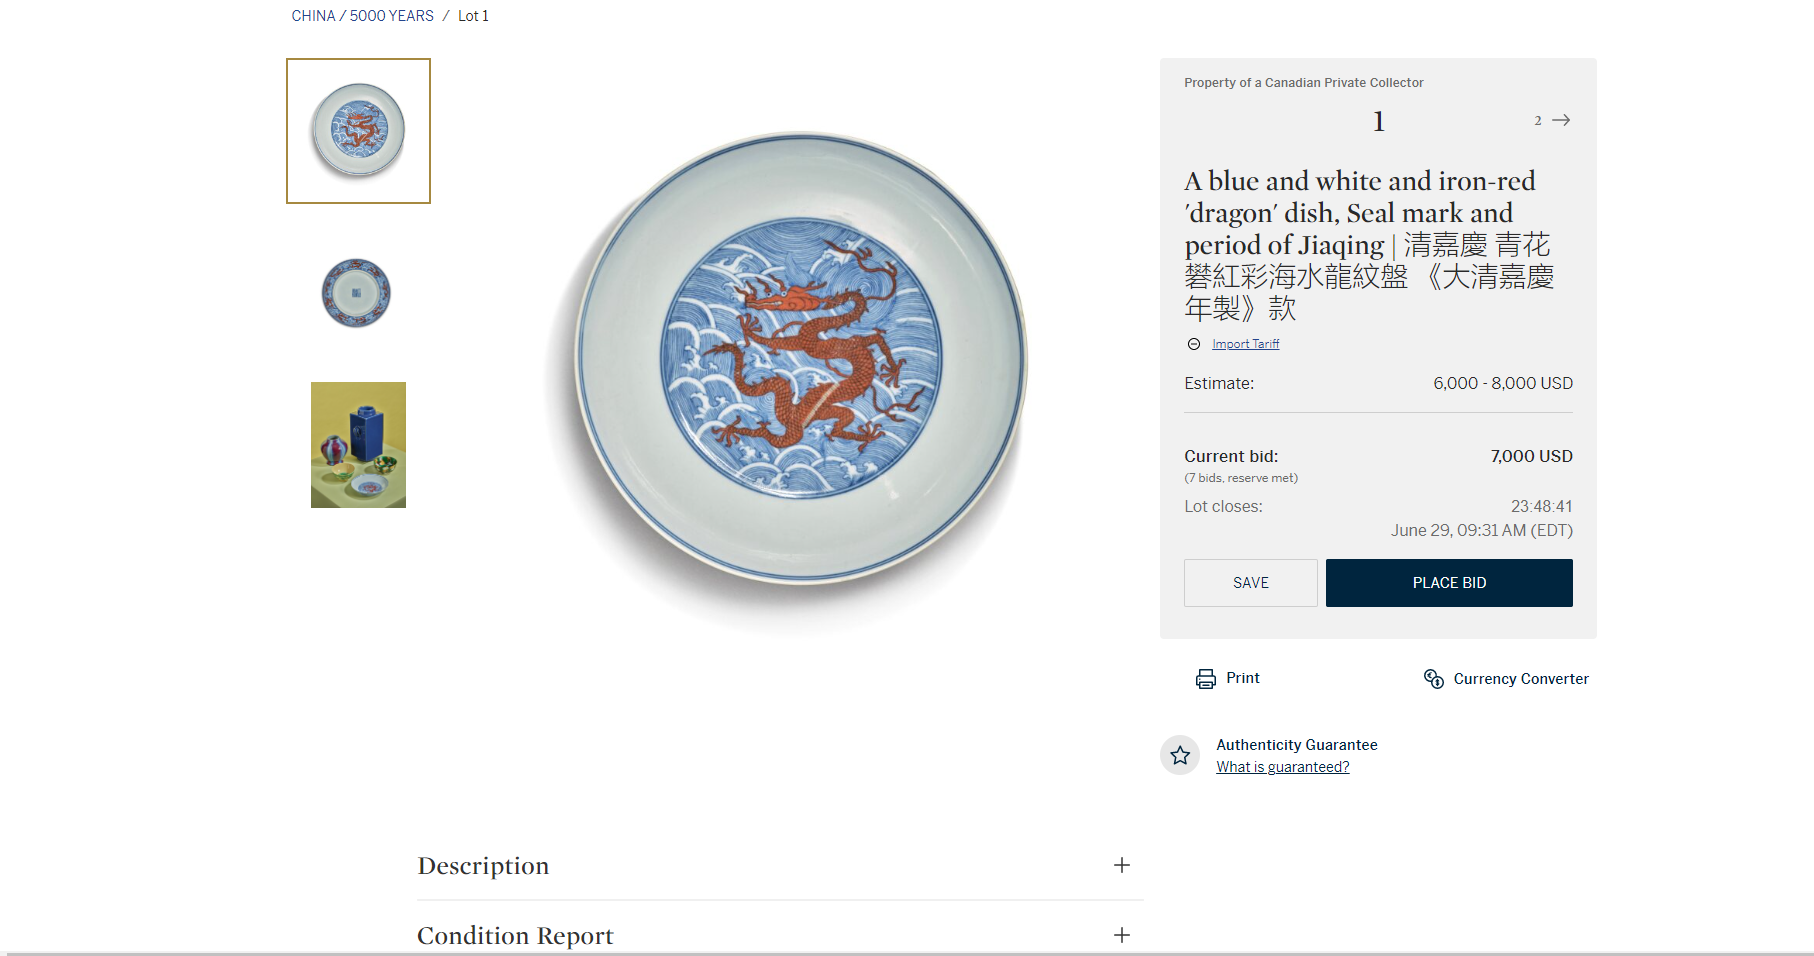 CHINA / 5000 YEARS / Lot 1
Property of a Canadian Private Collector
1
2
A blue and white and iron-red
'dragon' dish, Seal mark and
period of Jiaqing | 清嘉慶 青花
礬紅彩海水龍紋盤 《大清嘉慶
年製》款
Import Tariff
Estimate: 6,000 - 8,000 USD
Current bid: 7,000 USD
(7 bids, reserve met)
Lot closes: 23:48:41
June 29, 09:31 AM (EDT)
SAVE PLACE BID
Print Currency Converter
Authenticity Guarantee
What is guaranteed?
Description
Condition Report